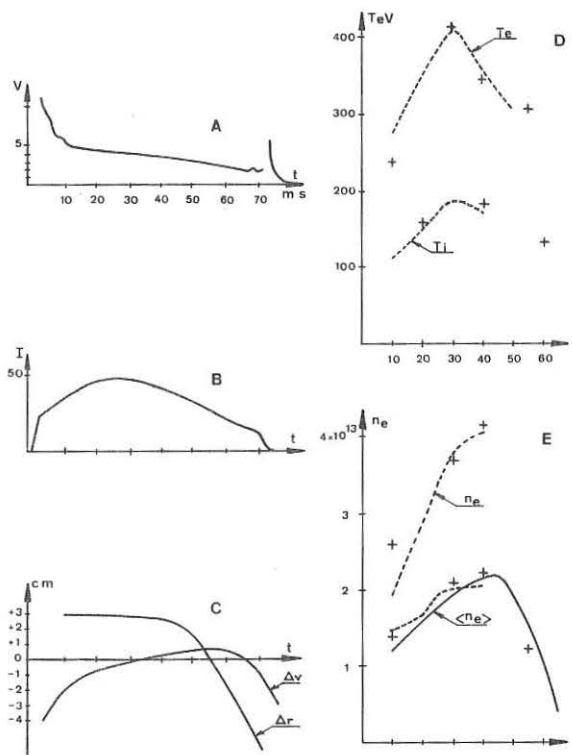 V
A
5
t
10 20 30 40 50 60 70 m s
I
50
B
t
cm
+3
+2
+1
0
-1
-2
-3
-4
C
t
Δv
Δr
TeV
D
400
300
200
100
Te
Ti
10 20 30 40 50 60
ne
E
4×10¹³
3
2
1
ne
<ne>